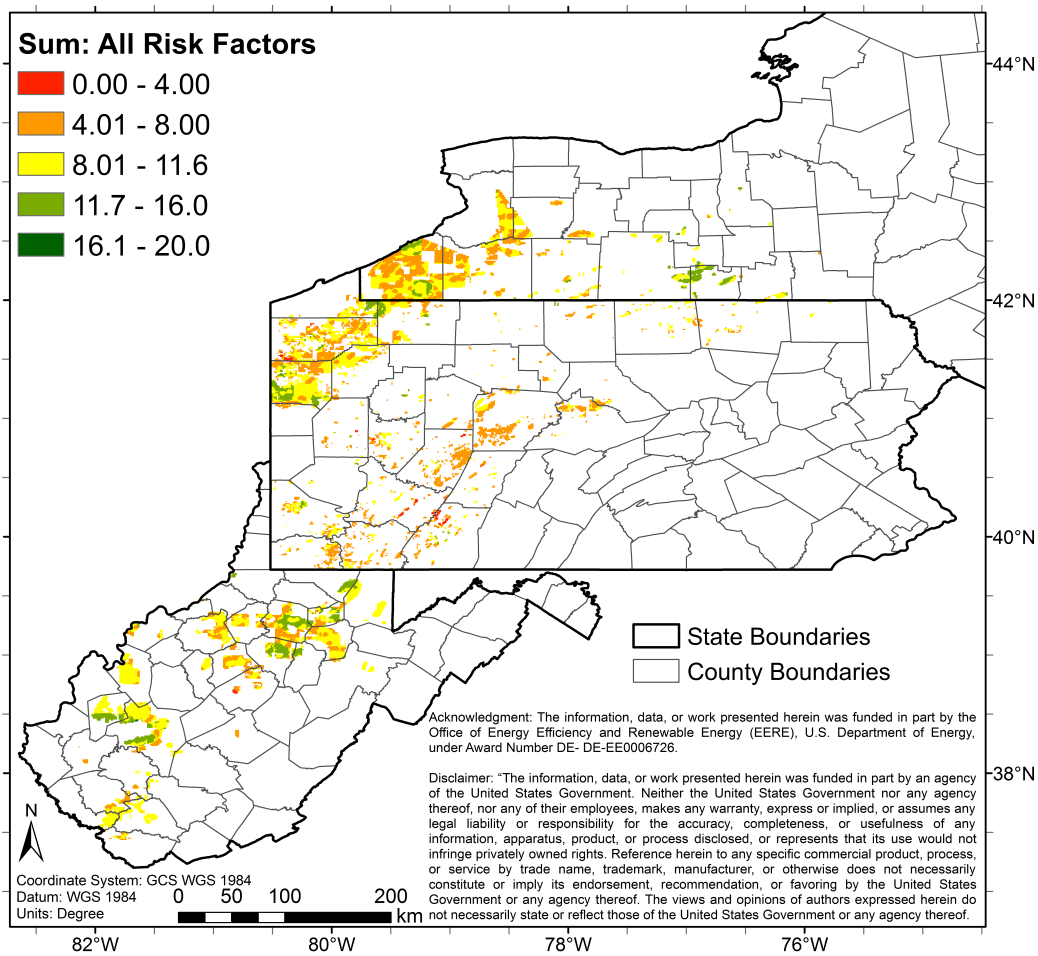 Sum: All Risk Factors
0.00 - 4.00
4.01 - 8.00
8.01 - 11.6
11.7 - 16.0
16.1 - 20.0
44°N
42°N
40°N
38°N
State Boundaries
County Boundaries
Acknowledgment: The information, data, or work presented herein was funded in part by the
Office of Energy Efficiency and Renewable Energy (EERE), U.S. Department of Energy,
under Award Number DE- DE-EE0006726.
Disclaimer: “The information, data, or work presented herein was funded in part by an agency
of the United States Government. Neither the United States Government nor any agency
thereof, nor any of their employees, makes any warranty, express or implied, or assumes any
legal liability or responsibility for the accuracy, completeness, or usefulness of any
information, apparatus, product, or process disclosed, or represents that its use would not
infringe privately owned rights. Reference herein to any specific commercial product, process,
or service by trade name, trademark, manufacturer, or otherwise does not necessarily
constitute or imply its endorsement, recommendation, or favoring by the United States
Government or any agency thereof. The views and opinions of authors expressed herein do
not necessarily state or reflect those of the United States Government or any agency thereof.
N
Coordinate System: GCS WGS 1984
Datum: WGS 1984
Units: Degree
0 50 100 200
km
82°W 80°W 78°W 76°W